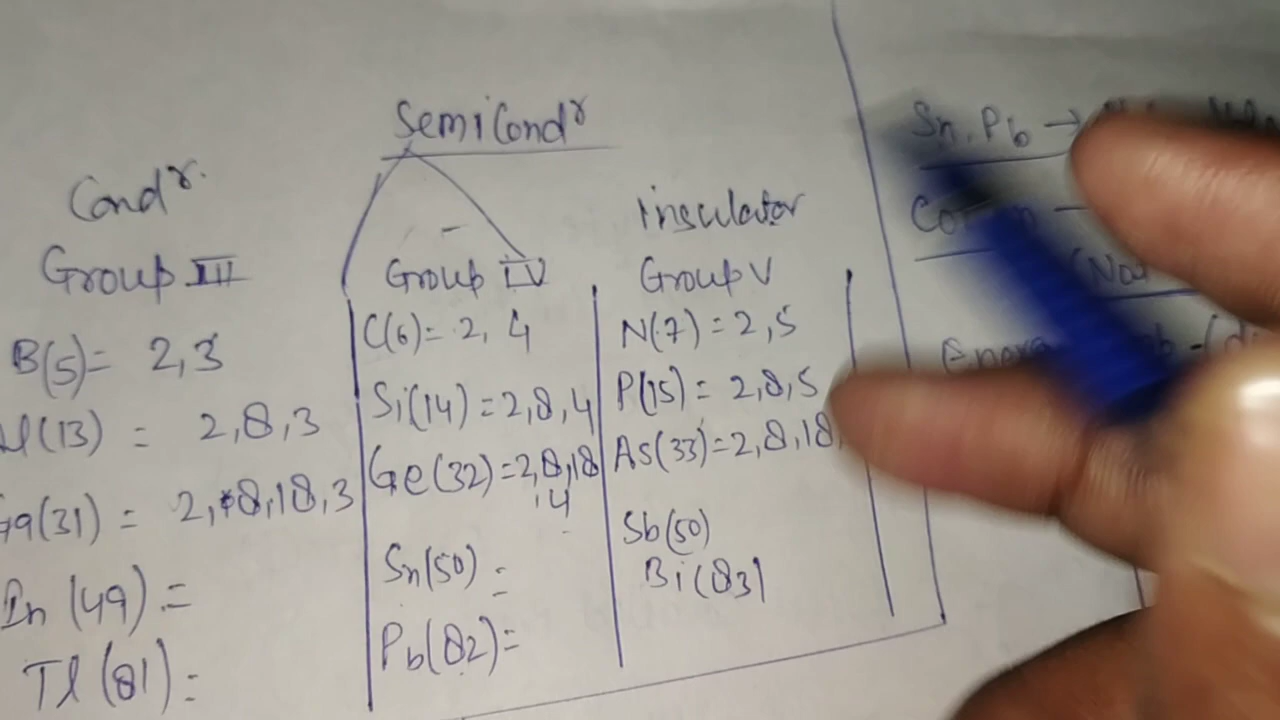 Semicondr
Condr.
Group III
B(5)= 2,3
Al(13) = 2,8,3
Ga(31) = 2,8,18,3
In (49) =
Tl (81) =
Group IV
C(6)= 2, 4
Si(14) = 2,8,4
Ge(32) = 2,8,18
,4
Sn(50) =
Pb(82) =
insulator
Group V
N(7) = 2,5
P(15) = 2,8,5
As(33)=2,8,18,
Sb(50)
Bi(83)
Sn, Pb →